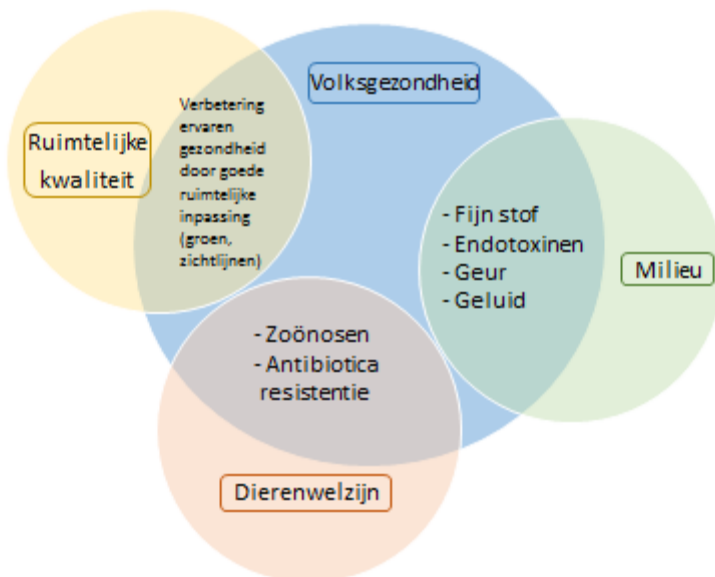 Volksgezondheid
Ruimtelijke
kwaliteit
Verbetering
ervaren
gezondheid
door goede
ruimtelijke
inpassing
(groen,
zichtlijnen)
- Fijn stof
- Endotoxinen
- Geur
- Geluid
Milieu
- Zoönosen
- Antibiotica
resistentie
Dierenwelzijn